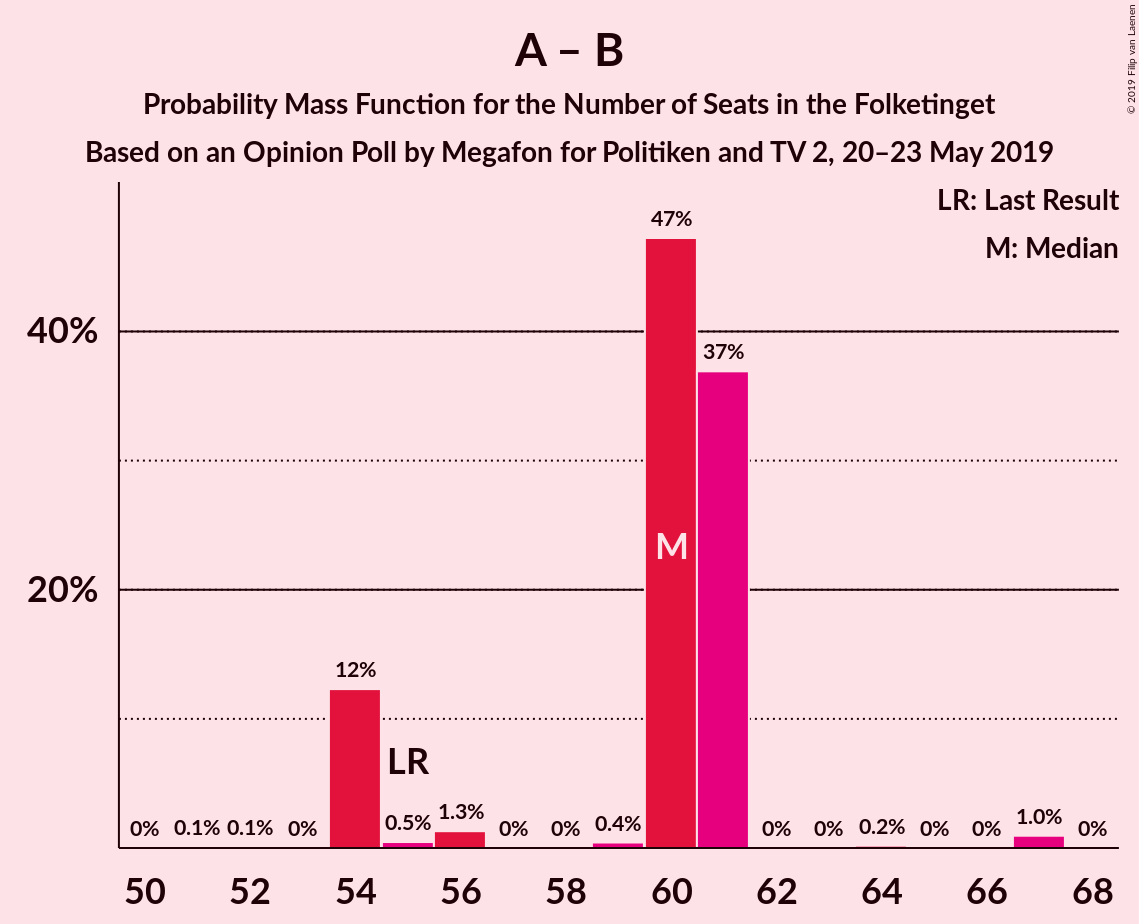 A – B
Probability Mass Function for the Number of Seats in the Folketinget
Based on an Opinion Poll by Megafon for Politiken and TV 2, 20–23 May 2019
© 2019 Filip van Laenen
LR: Last Result
M: Median
40%
20%
0%
0.1%
0.1%
0%
12%
LR
0.5%
1.3%
0%
0%
0.4%
47%
M
37%
0%
0%
0.2%
0%
0%
1.0%
0%
50 52 54 56 58 60 62 64 66 68